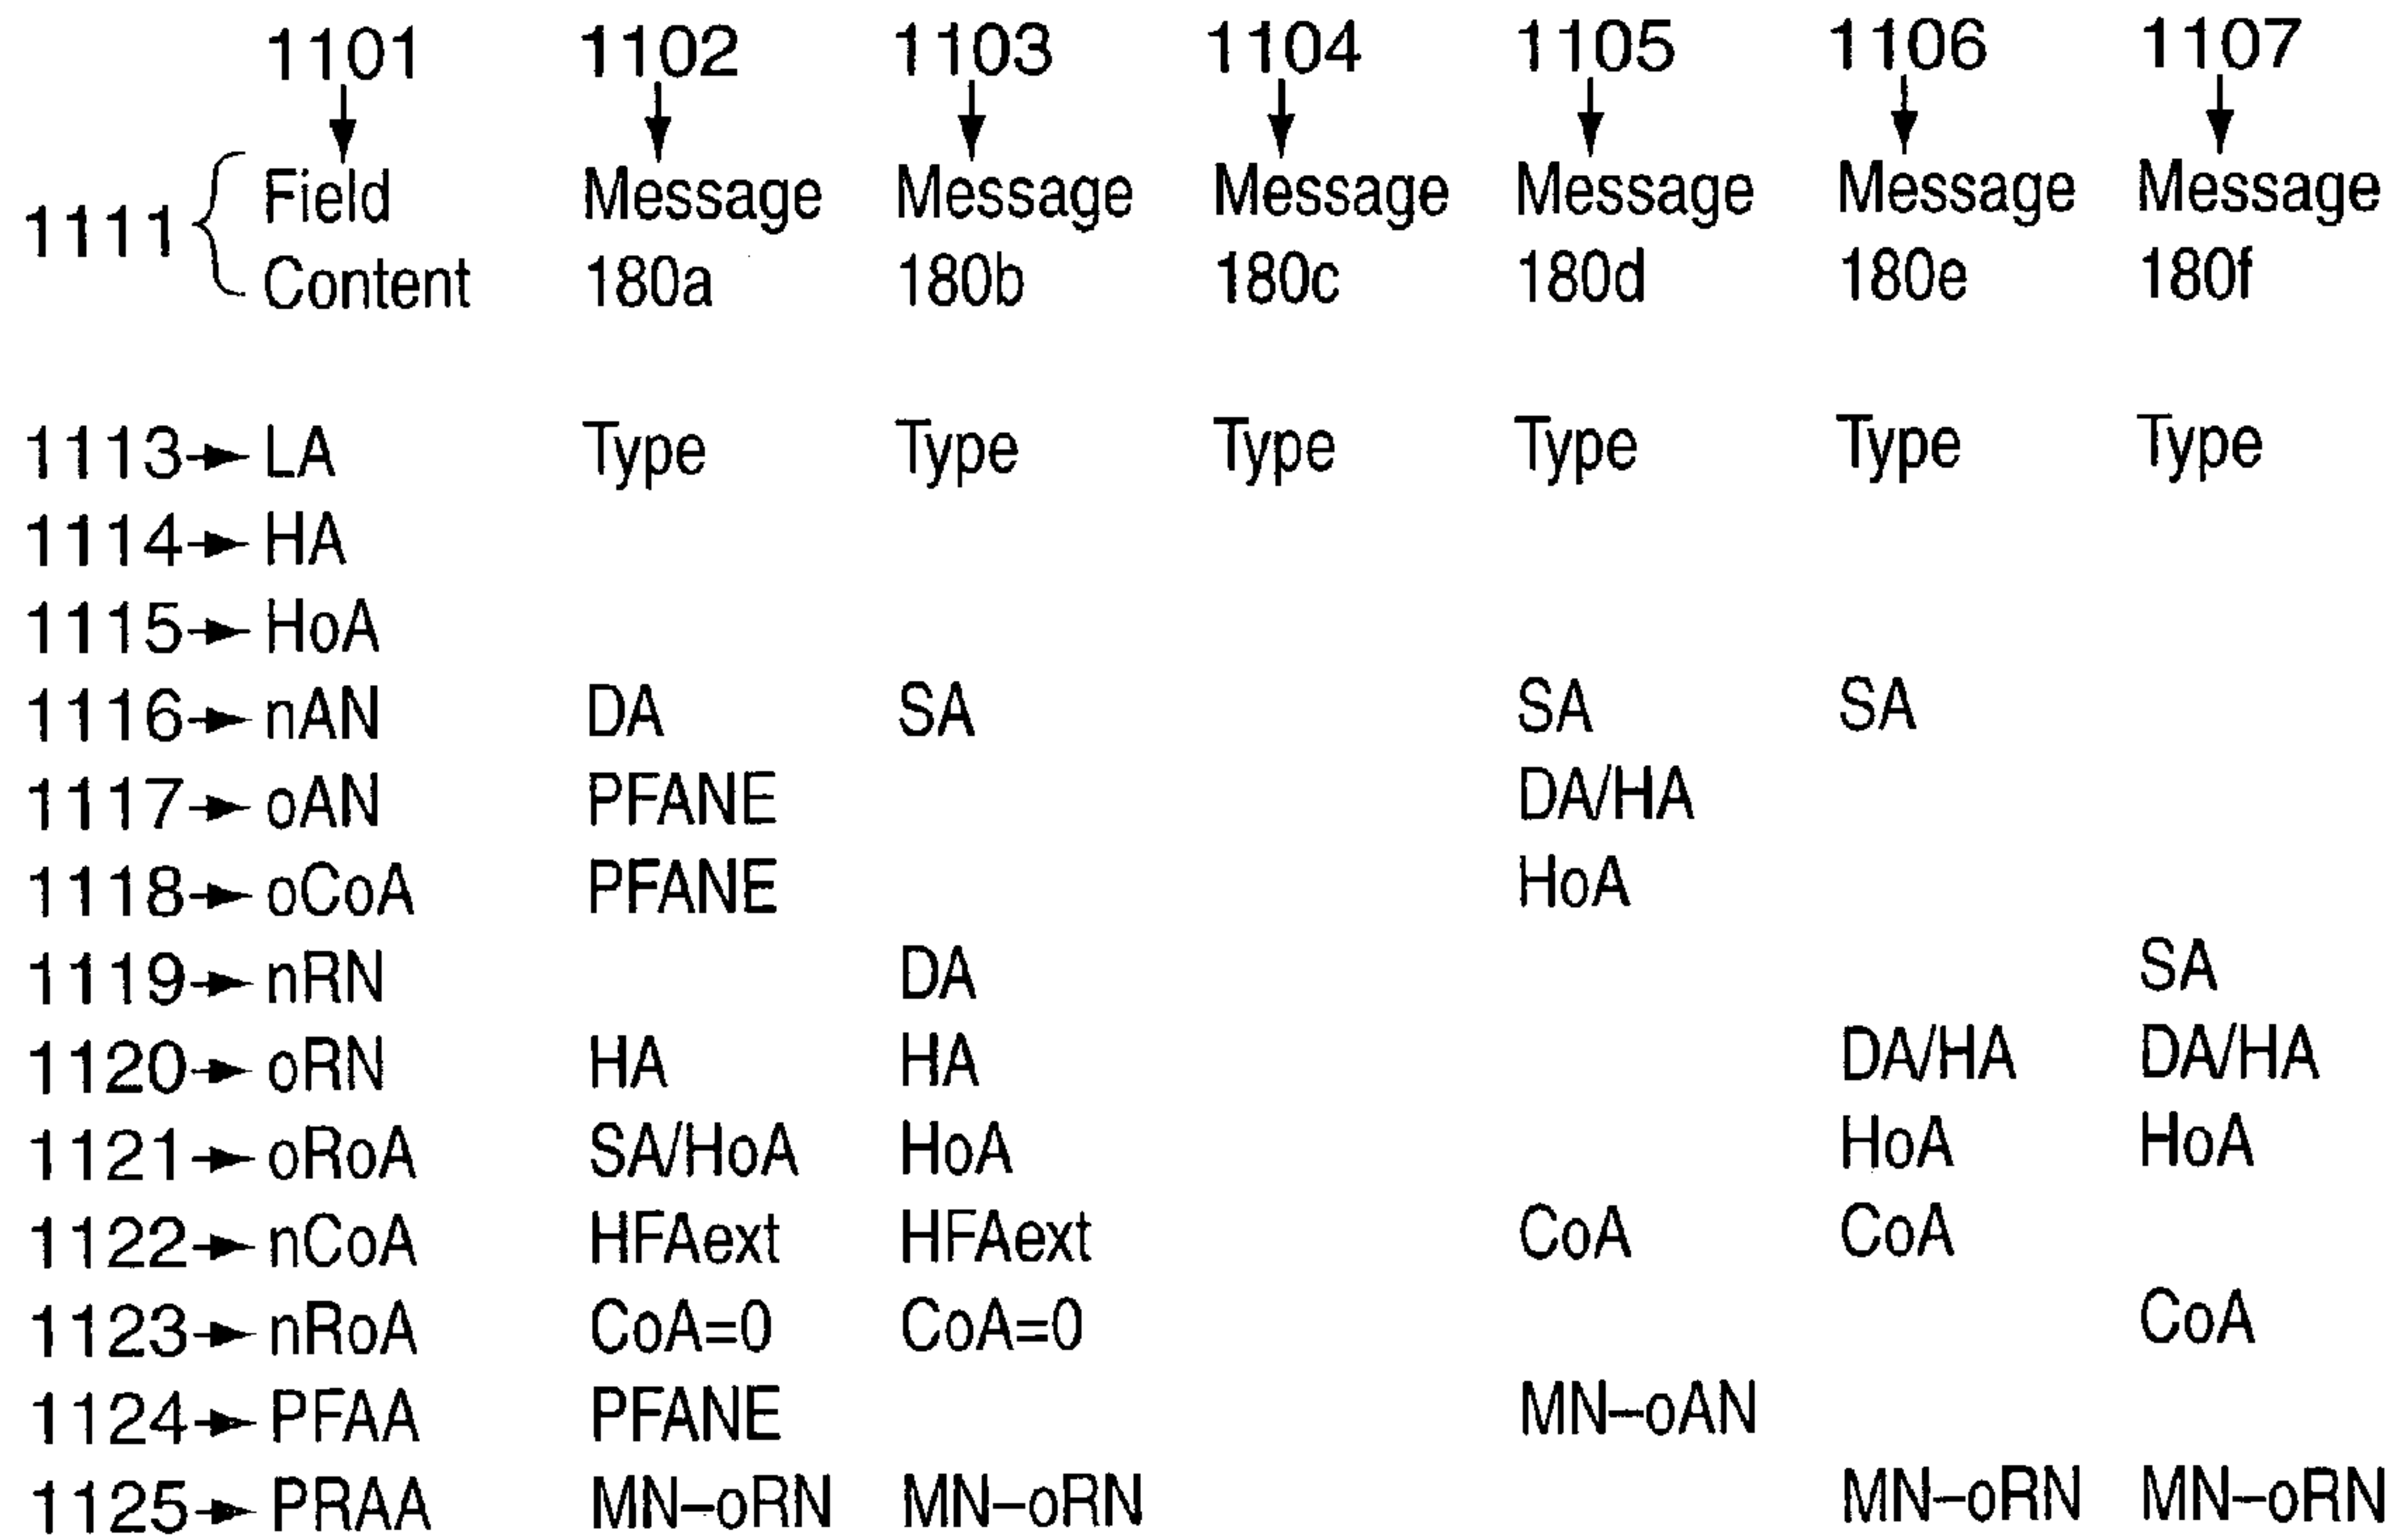 1101 1102 1103 1104 1105 1106 1107
Field Message Message Message Message Message Message
1111
Content 180a 180b 180c 180d 180e 180f
1113 LA Type Type Type Type Type Type
1114 HA
1115 HoA
1116 nAN DA SA SA SA
1117 oAN PFANE DA/HA
1118 oCoA PFANE HoA
1119 nRN DA SA
1120 oRN HA HA DA/HA DA/HA
1121 oRoA SA/HoA HoA HoA HoA
1122 nCoA HFAext HFAext CoA CoA
1123 nRoA CoA=0 CoA=0 CoA
1124 PFAA PFANE MN–oAN
1125 PRAA MN–oRN MN–oRN MN–oRN MN–oRN